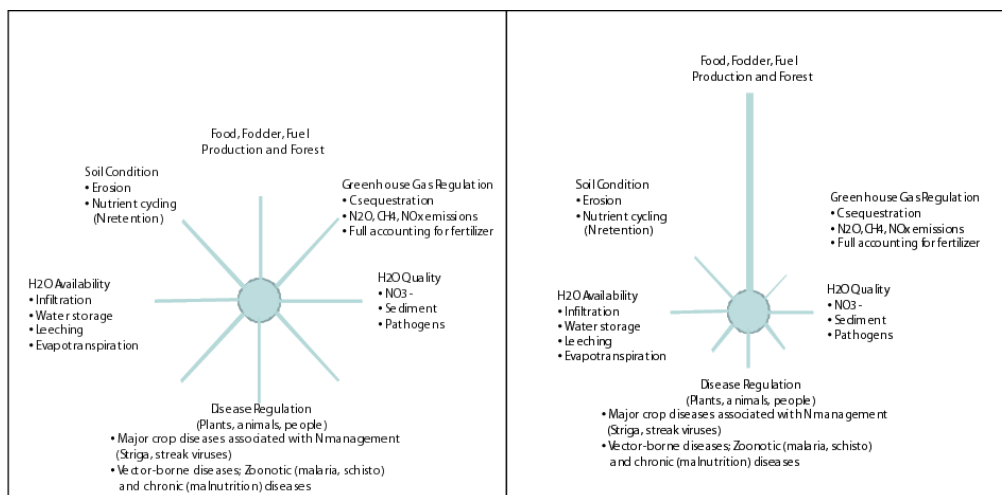 Food, Fodder, Fuel
Production and Forest
Soil Condition
• Erosion
• Nutrient cycling
(N retention)
Greenhouse Gas Regulation
• C sequestration
• N2O, CH4, NOx emissions
• Full accounting for fertilizer
H2O Availability
• Infiltration
• Water storage
• Leeching
• Evapotranspiration
H2O Quality
• NO3-
• Sediment
• Pathogens
Disease Regulation
(Plants, animals, people)
• Major crop diseases associated with N management
(Striga, streak viruses)
• Vector-borne diseases; Zoonotic (malaria, schisto)
and chronic (malnutrition) diseases
Food, Fodder, Fuel
Production and Forest
Soil Condition
• Erosion
• Nutrient cycling
(N retention)
Greenhouse Gas Regulation
• C sequestration
• N2O, CH4, NOx emissions
• Full accounting for fertilizer
H2O Availability
• Infiltration
• Water storage
• Leeching
• Evapotranspiration
H2O Quality
• NO3-
• Sediment
• Pathogens
Disease Regulation
(Plants, animals, people)
• Major crop diseases associated with N management
(Striga, streak viruses)
• Vector-borne diseases; Zoonotic (malaria, schisto)
and chronic (malnutrition) diseases